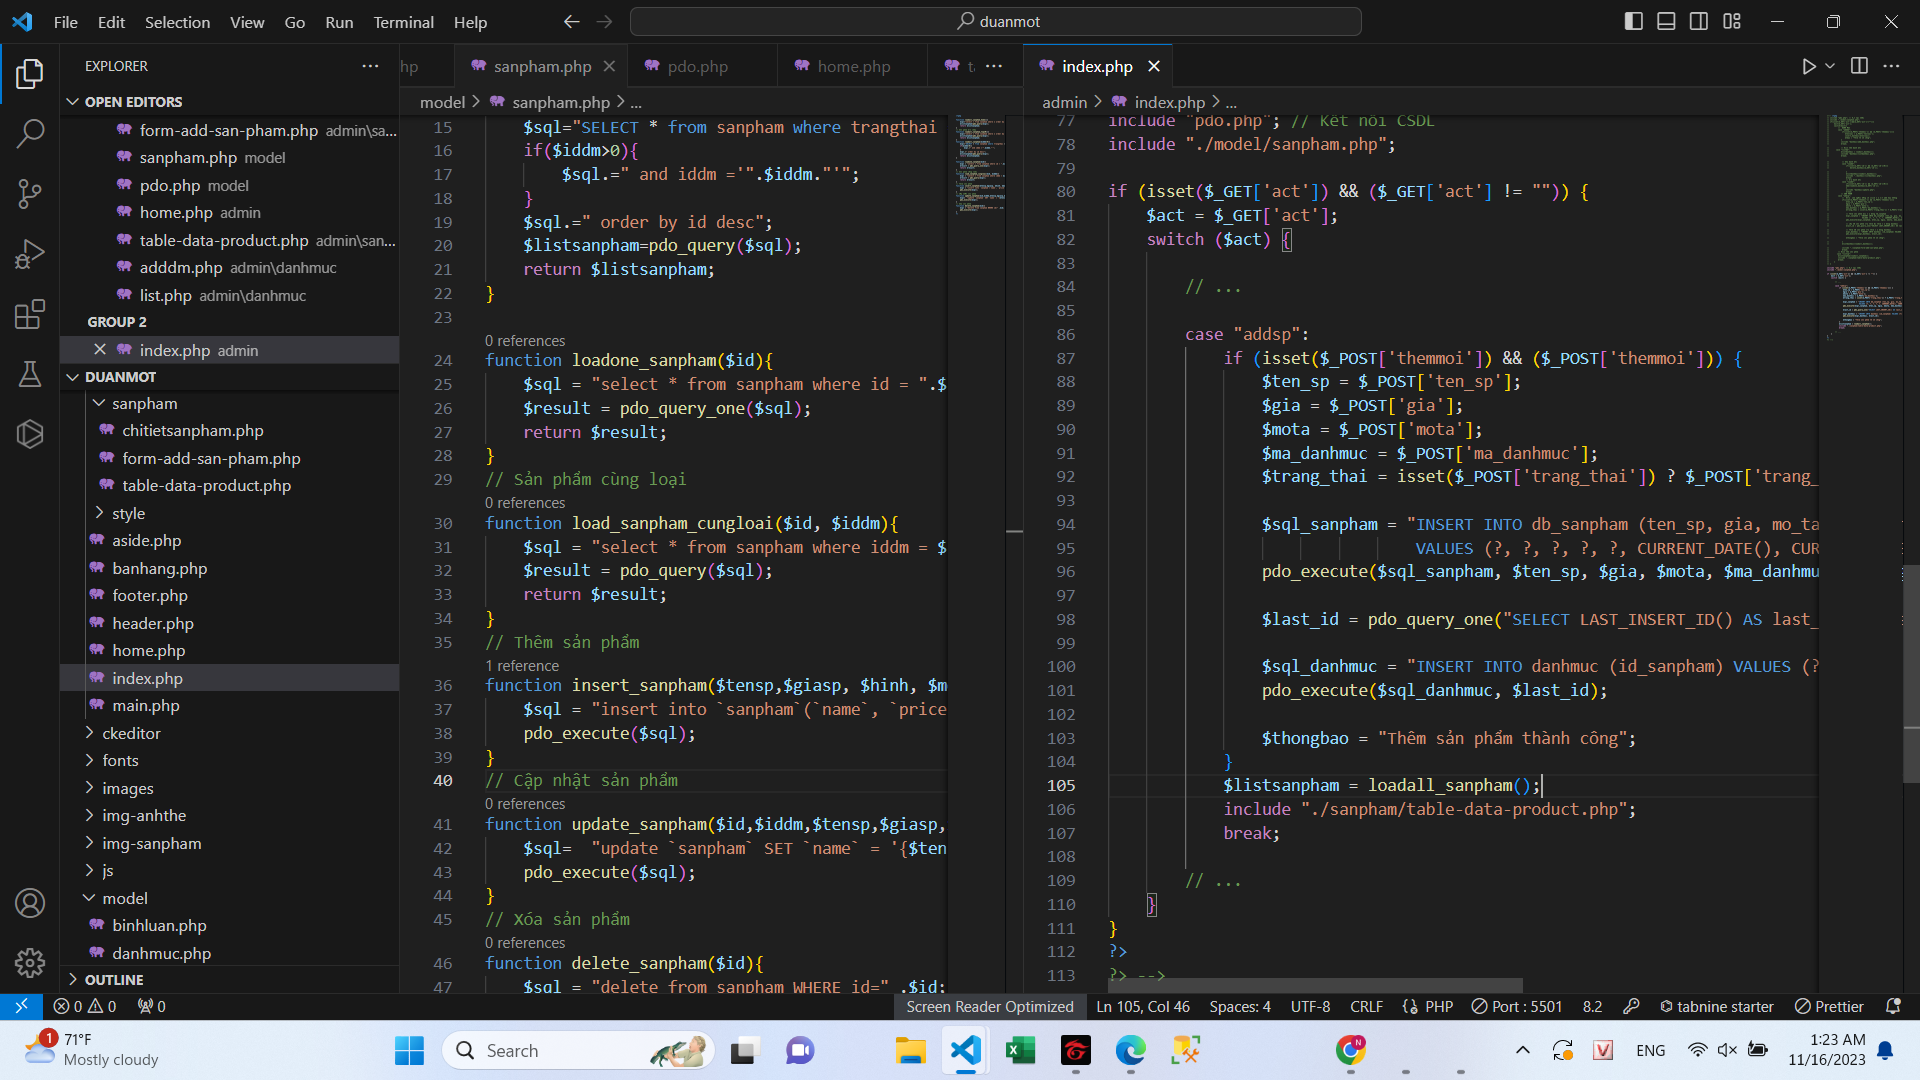 File Edit Selection View Go Run Terminal Help
duanmot
EXPLORER
OPEN EDITORS
form-add-san-pham.php admin\sa...
sanpham.php model
pdo.php model
home.php admin
table-data-product.php admin\san...
adddm.php admin\danhmuc
list.php admin\danhmuc
GROUP 2
index.php admin
DUANMOT
sanpham
chitietsanpham.php
form-add-san-pham.php
table-data-product.php
style
aside.php
banhang.php
footer.php
header.php
home.php
index.php
main.php
ckeditor
fonts
images
img-anhthe
img-sanpham
js
model
binhluan.php
danhmuc.php
OUTLINE
hp sanpham.php pdo.php home.php
model > sanpham.php > ...
15 $sql="SELECT * from sanpham where trangthai
16 if($iddm>0){
17 $sql.=" and iddm ='".$iddm."'";
18 }
19 $sql.=" order by id desc";
20 $listsanpham=pdo_query($sql);
21 return $listsanpham;
22 }
23
0 references
24 function loadone_sanpham($id){
25 $sql = "select * from sanpham where id = ".$
26 $result = pdo_query_one($sql);
27 return $result;
28 }
29 // Sản phẩm cùng loại
0 references
30 function load_sanpham_cungloai($id, $iddm){
31 $sql = "select * from sanpham where iddm = $
32 $result = pdo_query($sql);
33 return $result;
34 }
35 // Thêm sản phẩm
1 reference
36 function insert_sanpham($tensp,$giasp, $hinh, $m
37 $sql = "insert into `sanpham`(`name`, `price
38 pdo_execute($sql);
39 }
40 // Cập nhật sản phẩm
0 references
41 function update_sanpham($id,$iddm,$tensp,$giasp,
42 $sql= "update `sanpham` SET `name` = '{$ten
43 pdo_execute($sql);
44 }
45 // Xóa sản phẩm
0 references
46 function delete_sanpham($id){
47 $sql = "delete from sanpham WHERE id=" .$id;
index.php
admin > index.php > ...
77 include "pdo.php"; // Kết nối CSDL
78 include "./model/sanpham.php";
79
80 if (isset($_GET['act']) && ($_GET['act'] != "")) {
81 $act = $_GET['act'];
82 switch ($act) {
83
84 // ...
85
86 case "addsp":
87 if (isset($_POST['themmoi']) && ($_POST['themmoi'])) {
88 $ten_sp = $_POST['ten_sp'];
89 $gia = $_POST['gia'];
90 $mota = $_POST['mota'];
91 $ma_danhmuc = $_POST['ma_danhmuc'];
92 $trang_thai = isset($_POST['trang_thai']) ? $_POST['trang_
93
94 $sql_sanpham = "INSERT INTO db_sanpham (ten_sp, gia, mo_ta
95 VALUES (?, ?, ?, ?, ?, CURRENT_DATE(), CUR
96 pdo_execute($sql_sanpham, $ten_sp, $gia, $mota, $ma_danhmu
97
98 $last_id = pdo_query_one("SELECT LAST_INSERT_ID() AS last_
99
100 $sql_danhmuc = "INSERT INTO danhmuc (id_sanpham) VALUES (?
101 pdo_execute($sql_danhmuc, $last_id);
102
103 $thongbao = "Thêm sản phẩm thành công";
104 }
105 $listsanpham = loadall_sanpham();
106 include "./sanpham/table-data-product.php";
107 break;
108
109 // ...
110 }
111 }
112 ?>
113 ?> -->
0 0 0 Screen Reader Optimized Ln 105, Col 46 Spaces: 4 UTF-8 CRLF PHP Port : 5501 8.2 tabnine starter Prettier
1 71°F
Mostly cloudy
Search
ENG
1:23 AM
11/16/2023